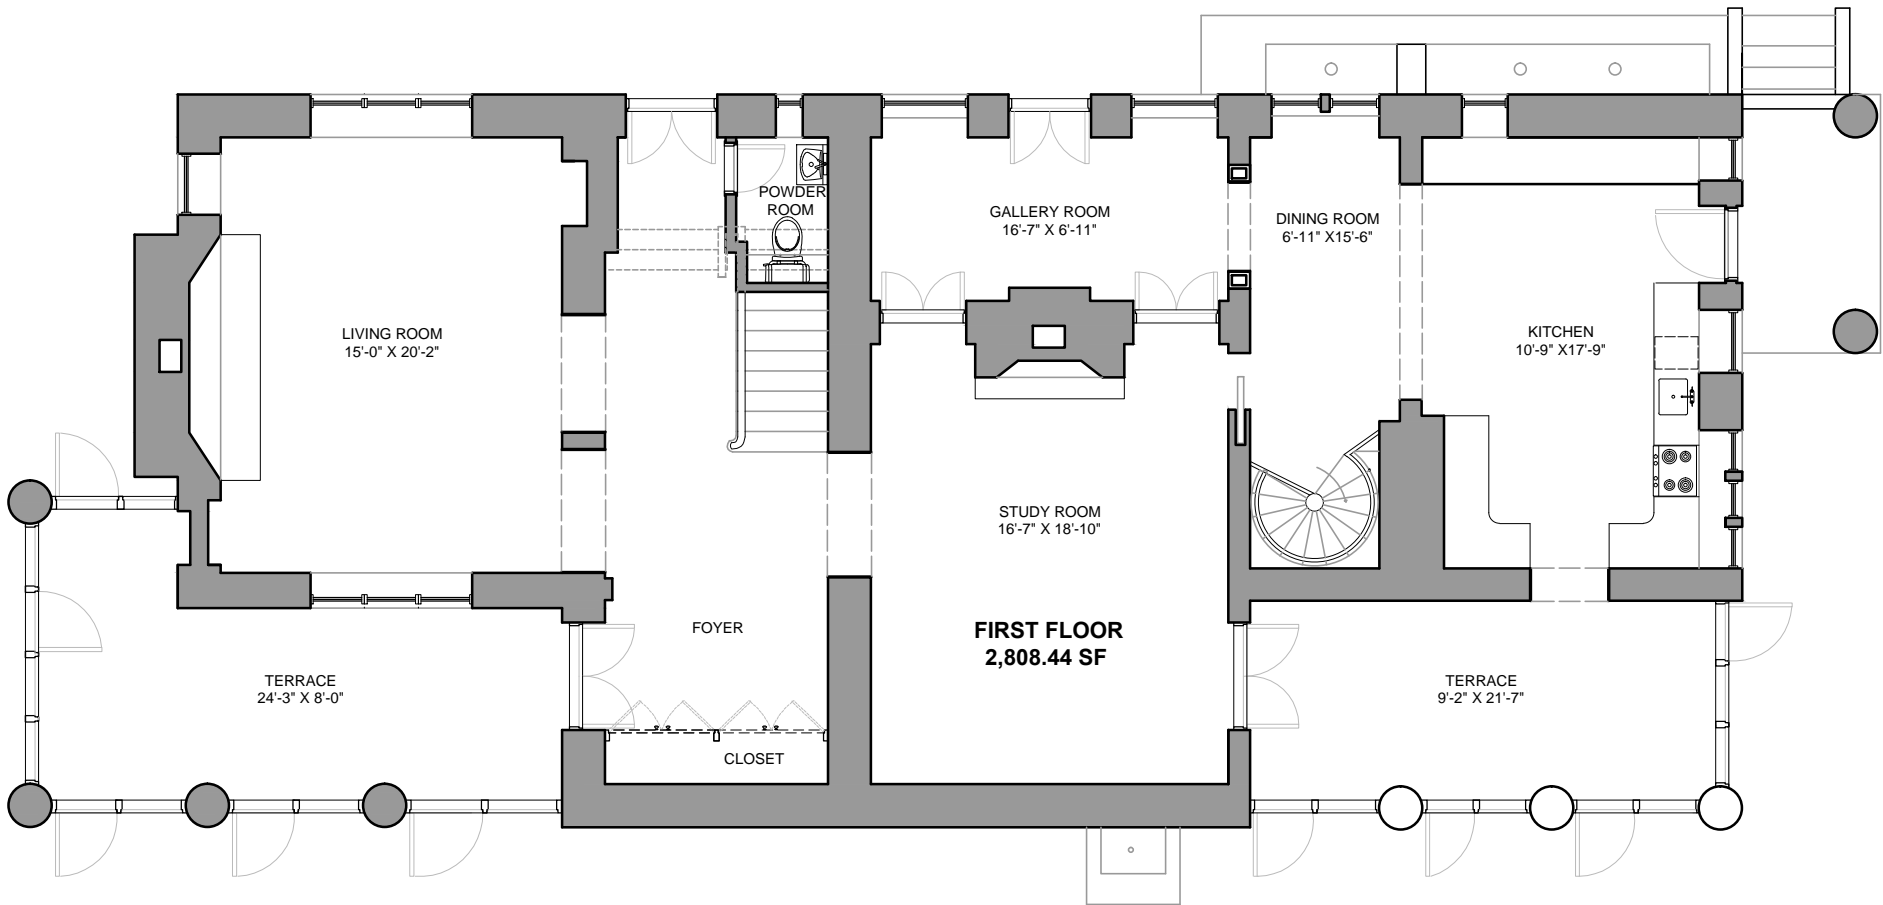 POWDER
ROOM
GALLERY ROOM
16'-7" X 6'-11"
DINING ROOM
6'-11" X15'-6"
LIVING ROOM
15'-0" X 20'-2"
KITCHEN
10'-9" X17'-9"
STUDY ROOM
16'-7" X 18'-10"
FOYER
FIRST FLOOR
2,808.44 SF
TERRACE
24'-3" X 8'-0"
TERRACE
9'-2" X 21'-7"
CLOSET